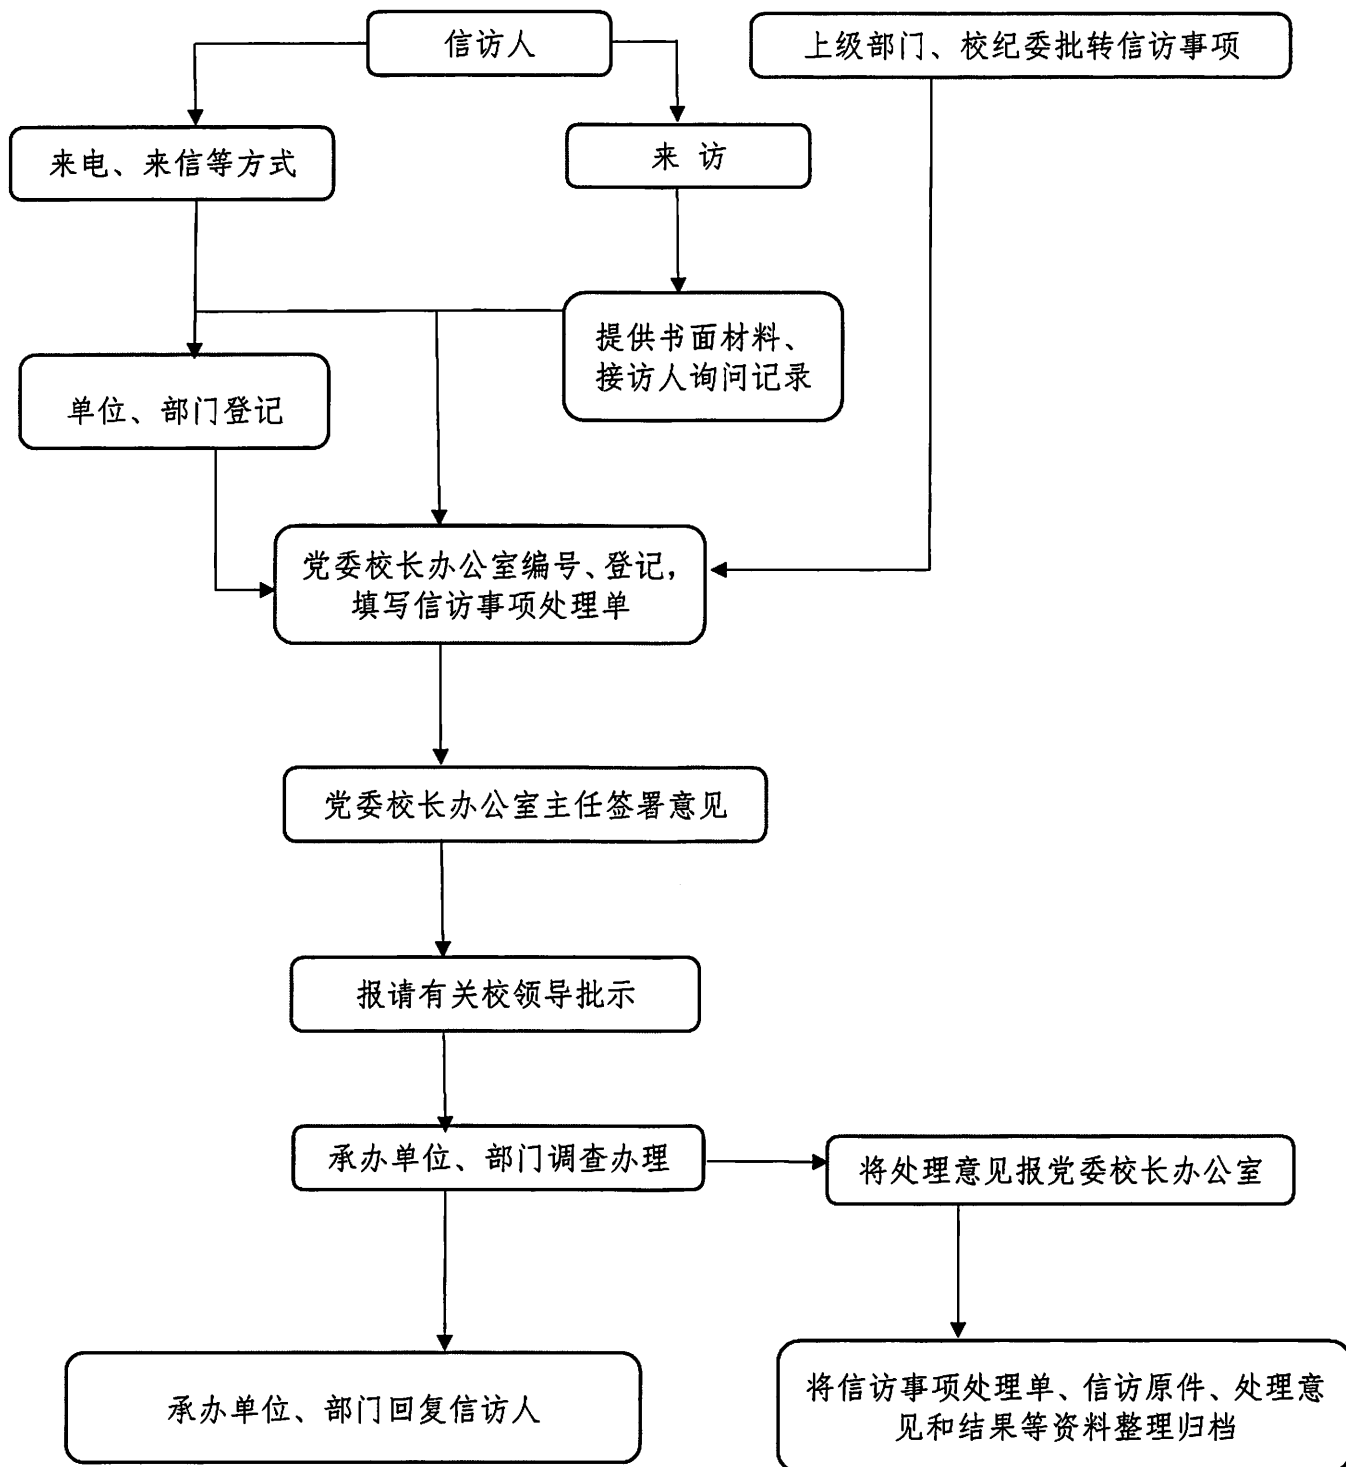 信访人
上级部门、校纪委批转信访事项
来电、来信等方式
来 访
提供书面材料、
接访人询问记录
单位、部门登记
党委校长办公室编号、登记，
填写信访事项处理单
党委校长办公室主任签署意见
报请有关校领导批示
承办单位、部门调查办理
将处理意见报党委校长办公室
承办单位、部门回复信访人
将信访事项处理单、信访原件、处理意
见和结果等资料整理归档